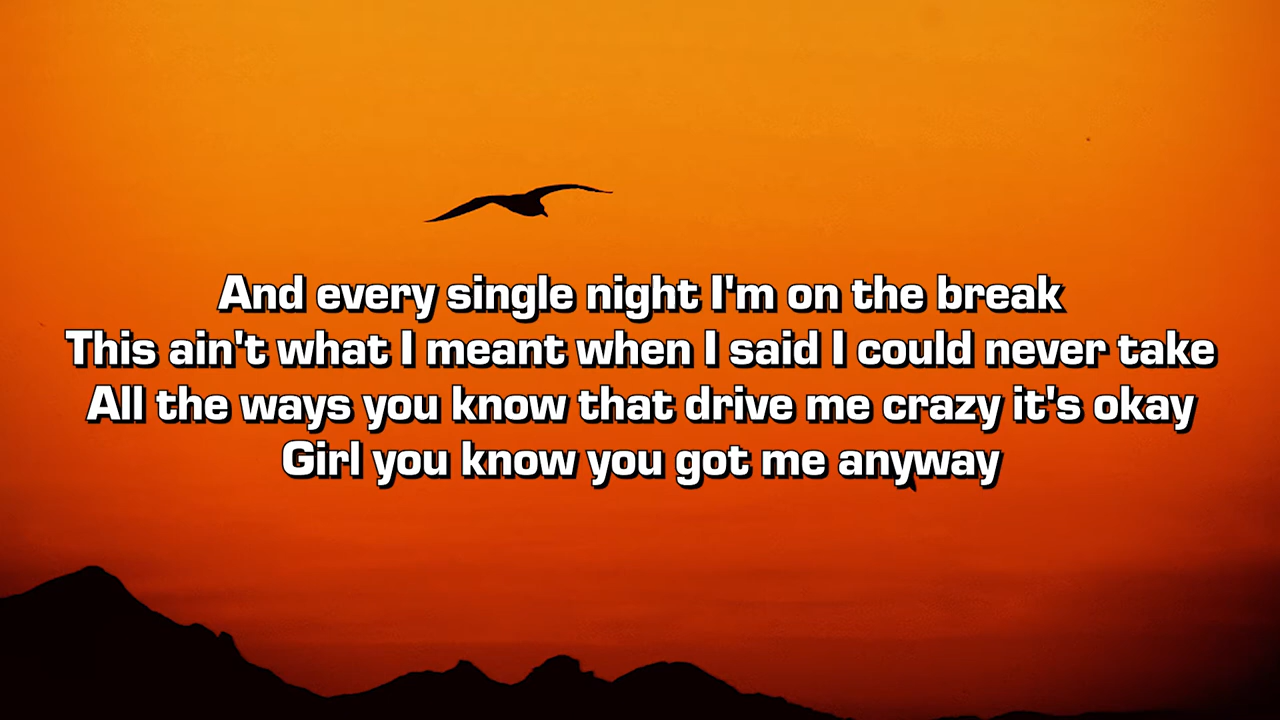 And every single night I'm on the break
This ain't what I meant when I said I could never take
All the ways you know that drive me crazy it's okay
Girl you know you got me anyway